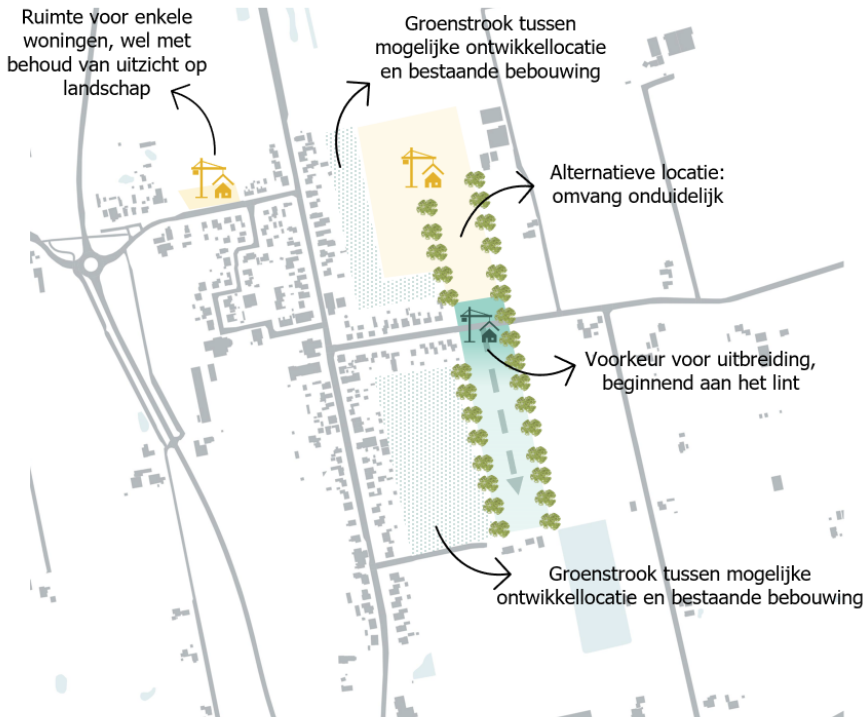 Ruimte voor enkele
woningen, wel met
behoud van uitzicht op
landschap
Groenstrook tussen
mogelijke ontwikkellocatie
en bestaande bebouwing
Alternatieve locatie:
omvang onduidelijk
Voorkeur voor uitbreiding,
beginnend aan het lint
Groenstrook tussen mogelijke
ontwikkellocatie en bestaande bebouwing